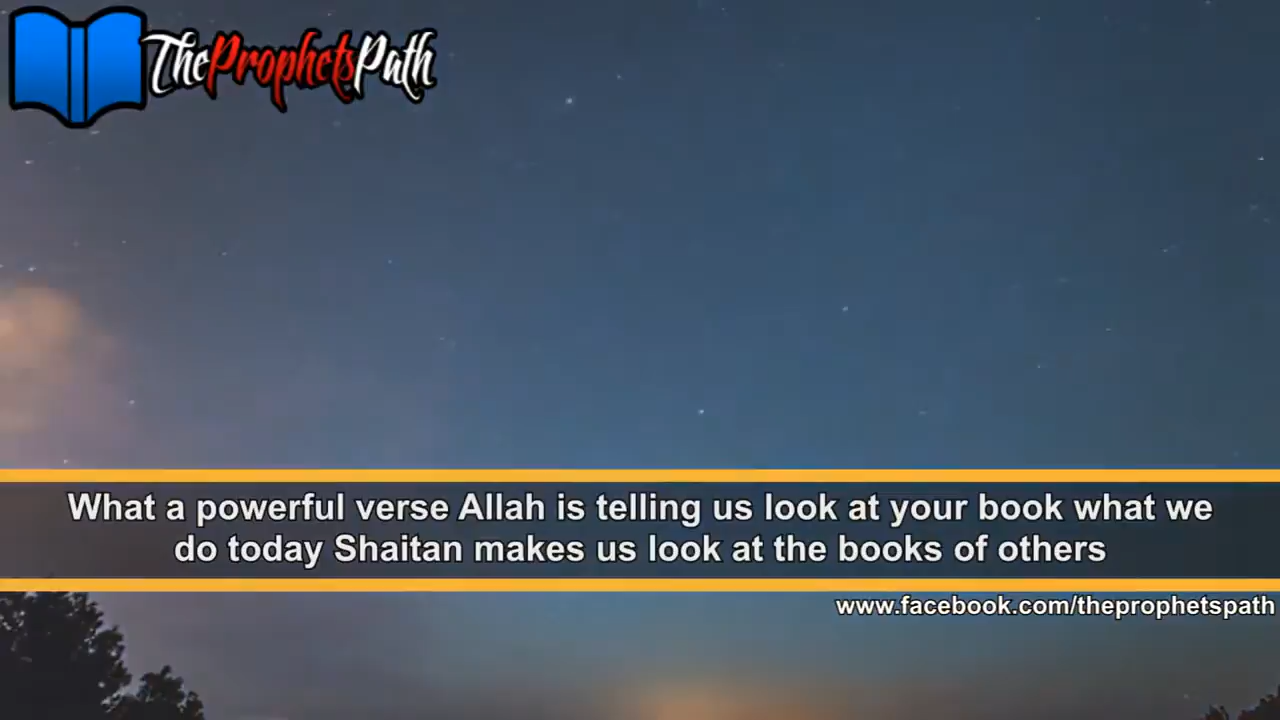 TheProphetsPath
What a powerful verse Allah is telling us look at your book what we
do today Shaitan makes us look at the books of others
www.facebook.com/theprophetspath